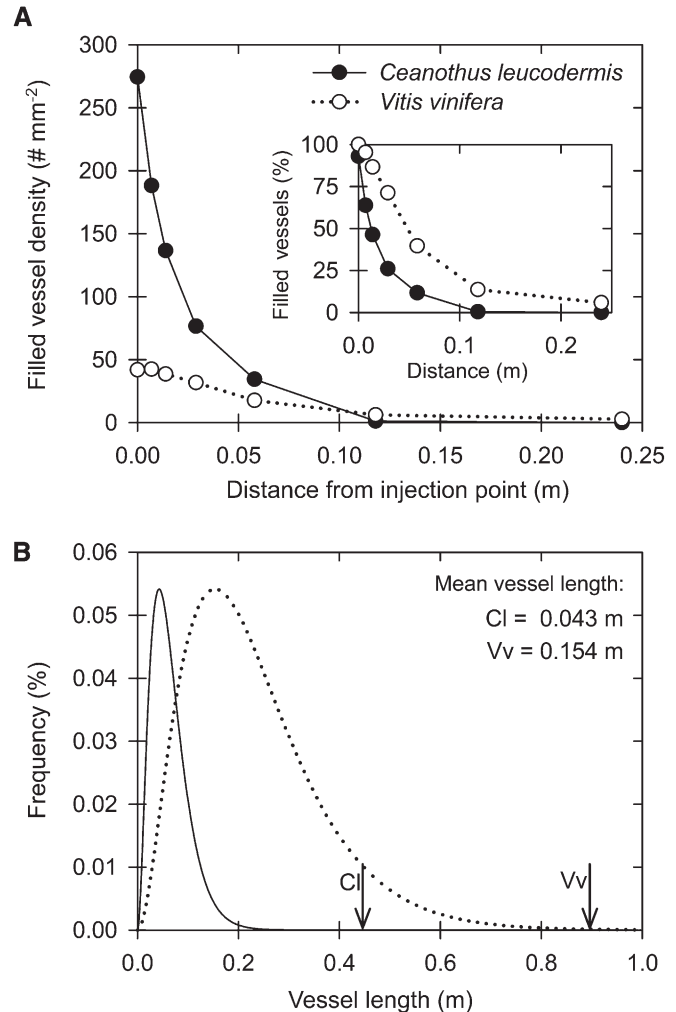 A
300
250
200
150
100
50
0
Filled vessel density (# mm-2)
Ceanothus leucodermis
Vitis vinifera
100
75
50
25
0
Filled vessels (%)
0.0 0.1 0.2
Distance (m)
0.00 0.05 0.10 0.15 0.20 0.25
Distance from injection point (m)
B
0.06
0.05
0.04
0.03
0.02
0.01
0.00
Frequency (%)
Mean vessel length:
Cl = 0.043 m
Vv = 0.154 m
Cl
Vv
0.0 0.2 0.4 0.6 0.8 1.0
Vessel length (m)